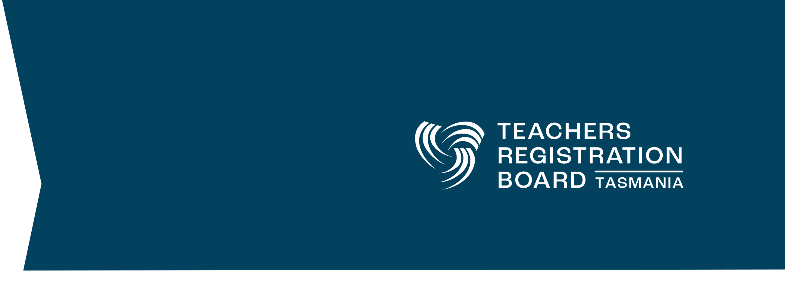 TEACHERS
REGISTRATION
BOARD TASMANIA